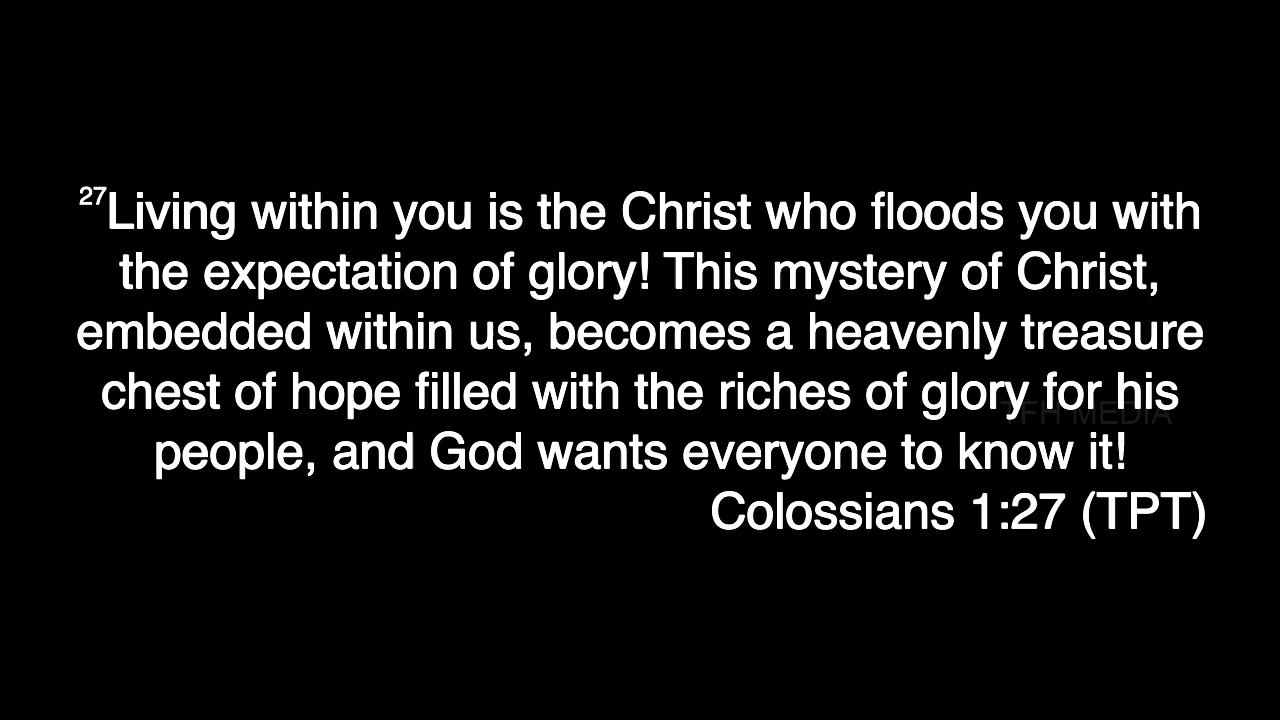 27Living within you is the Christ who floods you with
the expectation of glory! This mystery of Christ,
embedded within us, becomes a heavenly treasure
chest of hope filled with the riches of glory for his
TFH MEDIA
people, and God wants everyone to know it!
Colossians 1:27 (TPT)